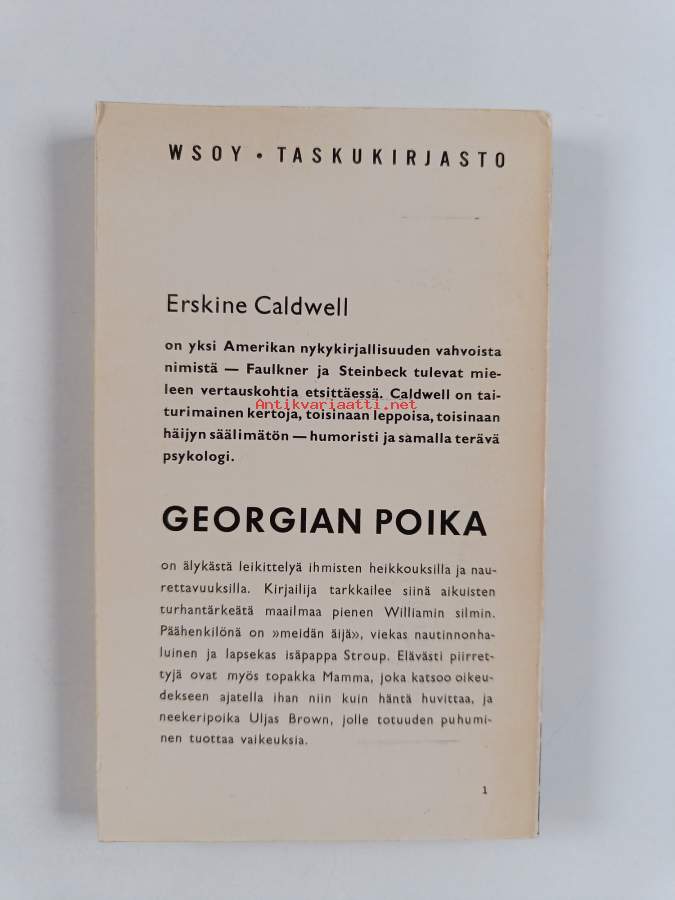 WSOY • TASKUKIRJASTO
Erskine Caldwell
on yksi Amerikan nykykirjallisuuden vahvoista
nimistä — Faulkner ja Steinbeck tulevat mie-
leen vertauskohtia etsittäessä. Caldwell on tai-
Antikvariaatti.net
turimainen kertoja, toisinaan leppoisa, toisinaan
häijyn säälimätön — humoristi ja samalla terävä
psykologi.
GEORGIAN POIKA
on älykästä leikittelyä ihmisten heikkouksilla ja nau-
rettavuuksilla. Kirjailija tarkkailee siinä aikuisten
turhantärkeätä maailmaa pienen Williamin silmin.
Päähenkilönä on »meidän äijä», viekas nautinnonha-
luinen ja lapsekas isäpappa Stroup. Elävästi piirret-
tyjä ovat myös topakka Mamma, joka katsoo oikeu-
dekseen ajatella ihan niin kuin häntä huvittaa, ja
neekeripoika Uljas Brown, jolle totuuden puhumi-
nen tuottaa vaikeuksia.
1